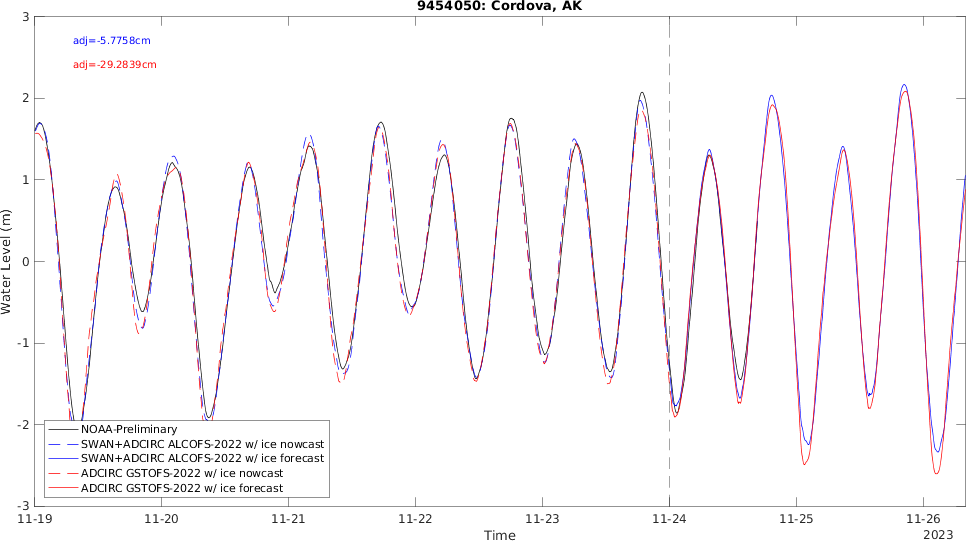 9454050: Cordova, AK
adj=-5.7758cm
adj=-29.2839cm
Water Level (m)
3
2
1
0
-1
-2
-3
NOAA-Preliminary
SWAN+ADCIRC ALCOFS-2022 w/ ice nowcast
SWAN+ADCIRC ALCOFS-2022 w/ ice forecast
ADCIRC GSTOFS-2022 w/ ice nowcast
ADCIRC GSTOFS-2022 w/ ice forecast
11-19 11-20 11-21 11-22 11-23 11-24 11-25 11-26
Time
2023